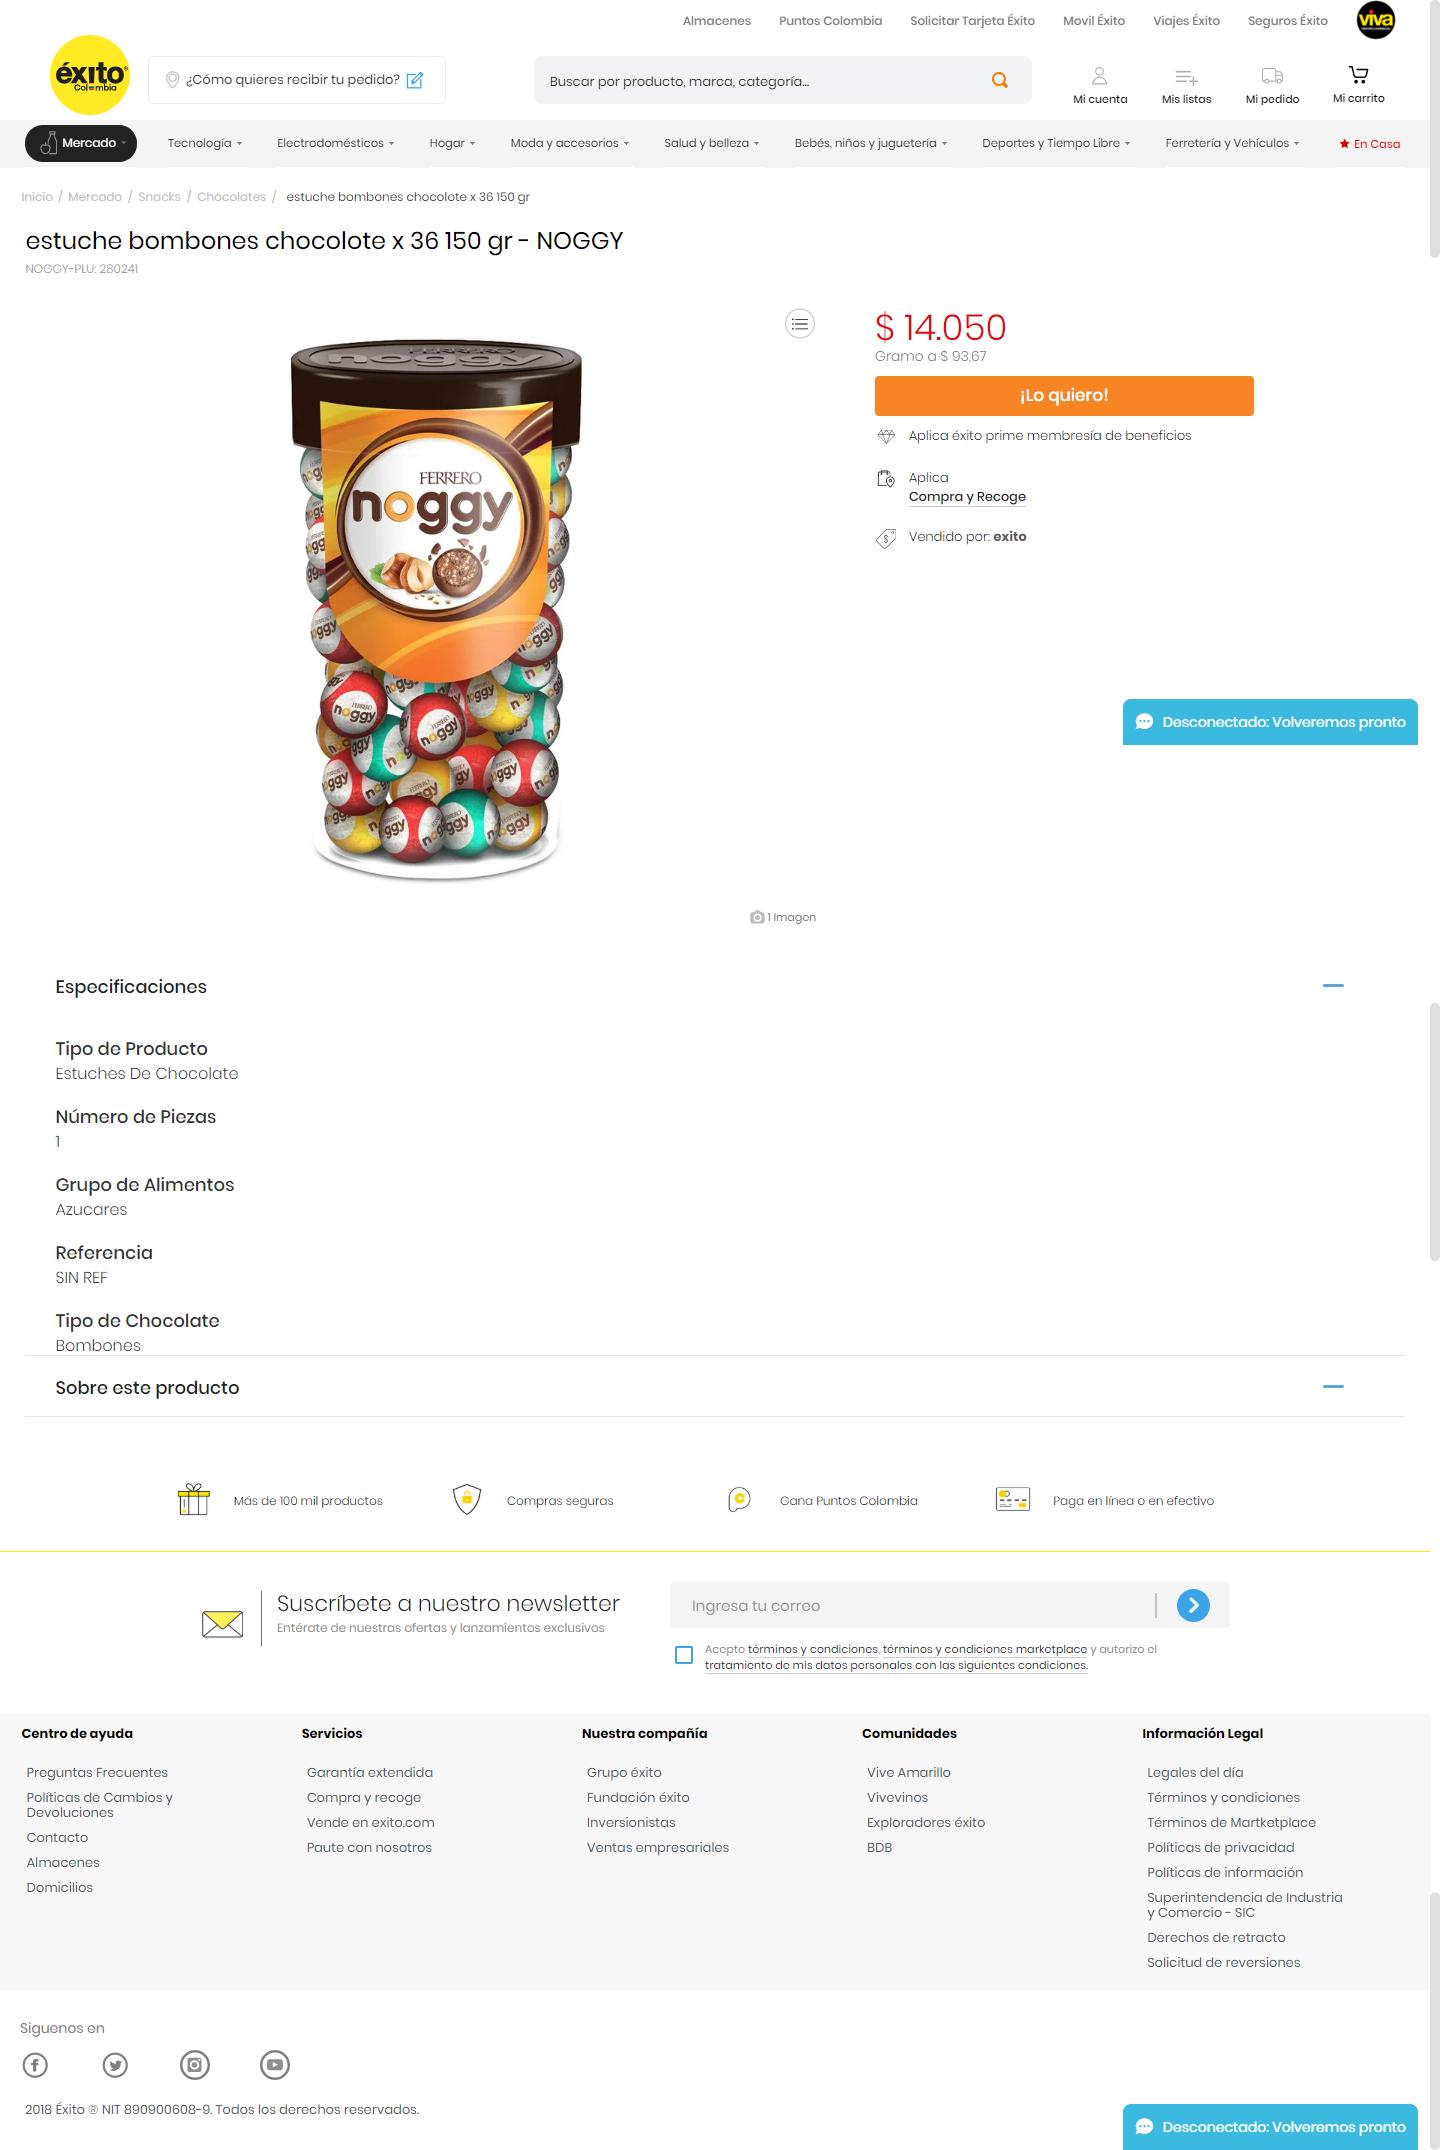 Almacenes Puntos Colombia Solicitar Tarjeta Éxito Movil Éxito Viajes Éxito Seguros Éxito viva
éxito
Colombia
¿Cómo quieres recibir tu pedido?
Buscar por producto, marca, categoría...
Mi cuenta Mis listas Mi pedido Mi carrito
Mercado Tecnología Electrodomésticos Hogar Moda y accesorios Salud y belleza Bebés, niños y juguetería Deportes y Tiempo Libre Ferretería y Vehículos En Casa
Inicio / Mercado / Snacks / Chocolates / estuche bombones chocolote x 36 150 gr
estuche bombones chocolote x 36 150 gr - NOGGY
NOGGY-PLU: 280241
FERRERO
noggy
FERRERO
noggy
1 Imagen
$ 14.050
Gramo a $ 93,67
¡Lo quiero!
Aplica éxito prime membresía de beneficios
Aplica
Compra y Recoge
Vendido por: exito
Desconectado: Volveremos pronto
Especificaciones
Tipo de Producto
Estuches De Chocolate
Número de Piezas
1
Grupo de Alimentos
Azucares
Referencia
SIN REF
Tipo de Chocolate
Bombones
Sobre este producto
Más de 100 mil productos Compras seguras Gana Puntos Colombia Paga en línea o en efectivo
Suscríbete a nuestro newsletter
Entérate de nuestras ofertas y lanzamientos exclusivos
Ingresa tu correo
Acepto términos y condiciones, términos y condiciones marketplace y autorizo el
tratamiento de mis datos personales con las siguientes condiciones.
Centro de ayuda
Preguntas Frecuentes
Políticas de Cambios y
Devoluciones
Contacto
Almacenes
Domicilios
Servicios
Garantía extendida
Compra y recoge
Vende en exito.com
Paute con nosotros
Nuestra compañía
Grupo éxito
Fundación éxito
Inversionistas
Ventas empresariales
Comunidades
Vive Amarillo
Vivevinos
Exploradores éxito
BDB
Información Legal
Legales del día
Términos y condiciones
Términos de Martketplace
Políticas de privacidad
Políticas de información
Superintendencia de Industria
y Comercio - SIC
Derechos de retracto
Solicitud de reversiones
Siguenos en
2018 Éxito ® NIT 890900608-9. Todos los derechos reservados.
Desconectado: Volveremos pronto